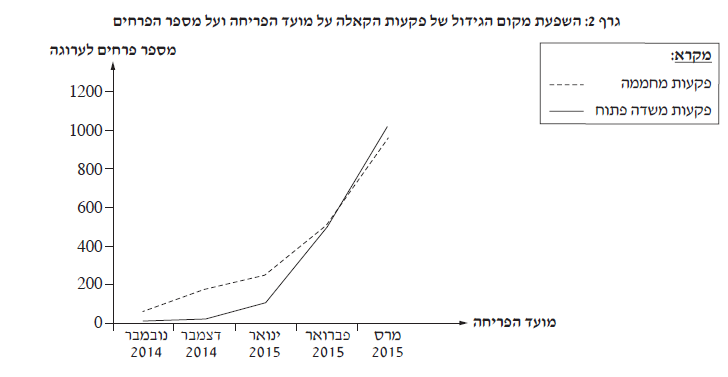 גרף 2: השפעת מקום הגידול של פקעות הקאלה על מועד הפריחה ועל מספר הפרחים
מספר פרחים לערוגה
מקרא:
פקעות מחממה
פקעות משדה פתוח
1200
1000
800
600
400
200
0
נובמבר 2014
דצמבר 2014
ינואר 2015
פברואר 2015
מרס 2015
מועד הפריחה